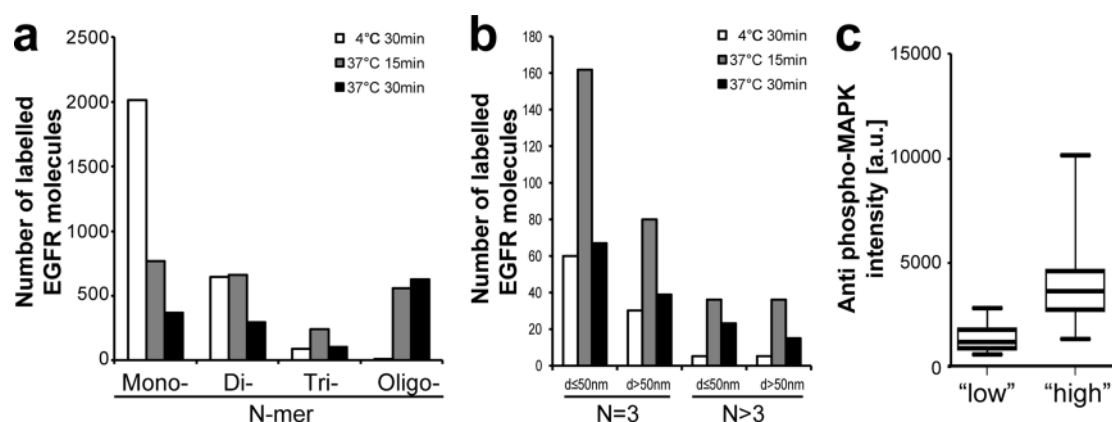 a
Number of labelled
EGFR molecules
2500
2000
1500
1000
500
0
4°C 30min
37°C 15min
37°C 30min
Mono- Di- Tri- Oligo-
N-mer
b
Number of labelled
EGFR molecules
180
160
140
120
100
80
60
40
20
0
4°C 30min
37°C 15min
37°C 30min
d≤50nm d>50nm d≤50nm d>50nm
N=3 N>3
c
Anti phospho-MAPK
intensity [a.u.]
15000
10000
5000
0
"low" "high"